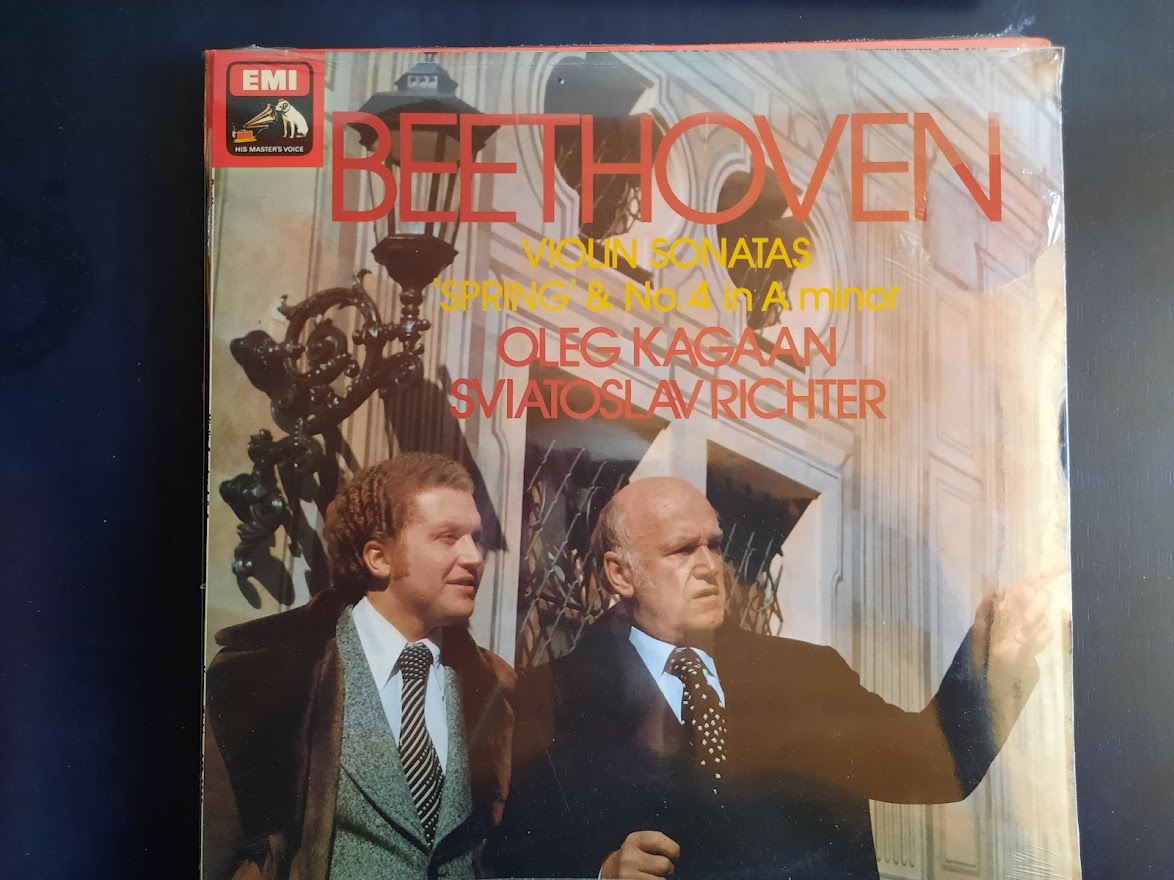 EMI
HIS MASTER'S VOICE
BEETHOVEN
VIOLIN SONATAS
'SPRING' & No.4 in A minor
OLEG KAGAAN
SVIATOSLAV RICHTER